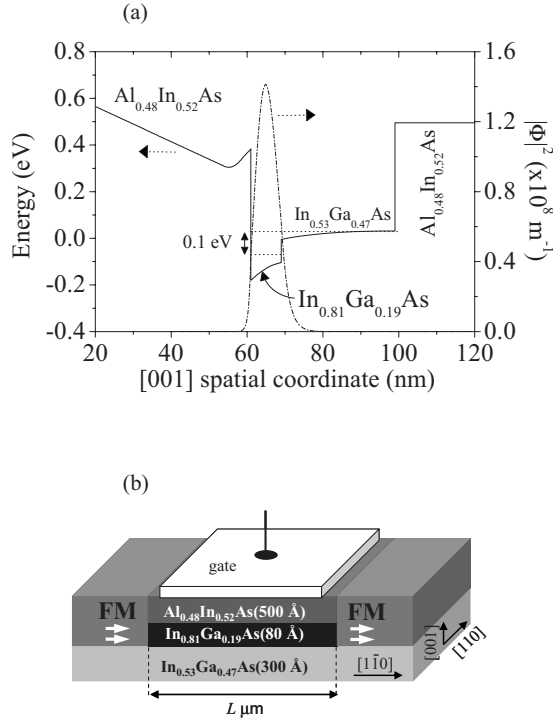 (a)
0.8
0.6
0.4
0.2
0.0
-0.2
-0.4
Energy (eV)
Al0.48In0.52As
In0.53Ga0.47As
Al0.48In0.52As
0.1 eV
In0.81Ga0.19As
1.6
1.2
0.8
0.4
0.0
|Φ|² (x10⁸ m⁻¹)
20 40 60 80 100 120
[001] spatial coordinate (nm)
(b)
gate
FM
Al0.48In0.52As(500 Å)
FM
In0.81Ga0.19As(80 Å)
In0.53Ga0.47As(300 Å)
[001]
[110]
[11̄0]
L μm